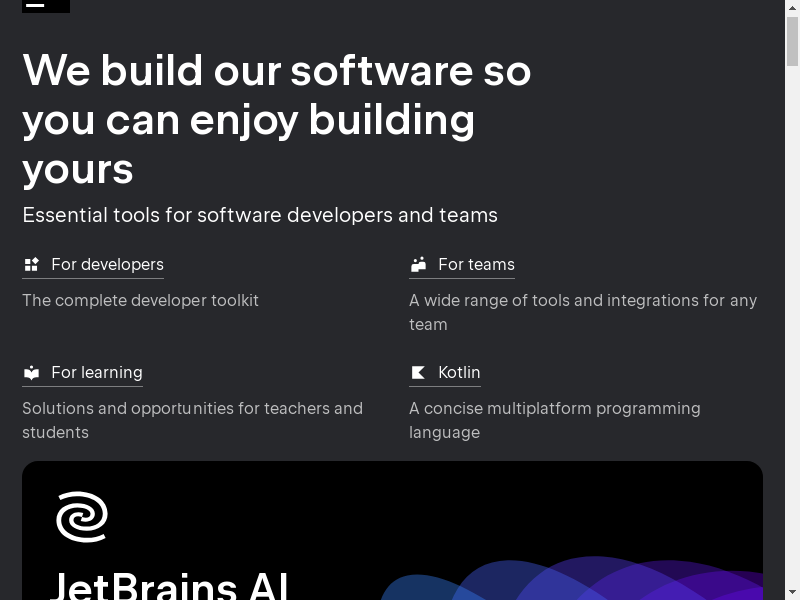 We build our software so
you can enjoy building
yours
Essential tools for software developers and teams
For developers
The complete developer toolkit
For teams
A wide range of tools and integrations for any
team
For learning
Solutions and opportunities for teachers and
students
Kotlin
A concise multiplatform programming
language
JetBrains AI